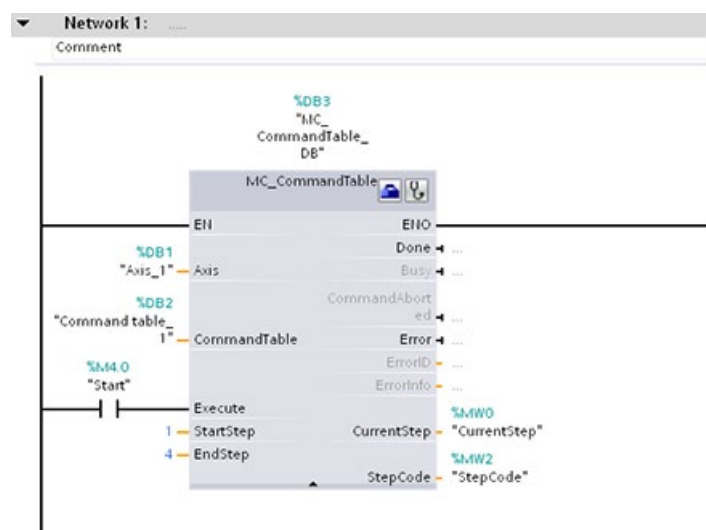 Network 1: .....
Comment
%DB3
"MC_
CommandTable_
DB"
MC_CommandTable
EN ENO
Done ...
%DB1
"Axis_1" Axis Busy ...
%DB2
"Command table_
1" CommandTable
CommandAbort
ed ...
Error ...
ErrorID ...
%M4.0
"Start"
ErrorInfo ...
Execute
%MW0
1 StartStep CurrentStep "CurrentStep"
4 EndStep
%MW2
StepCode "StepCode"